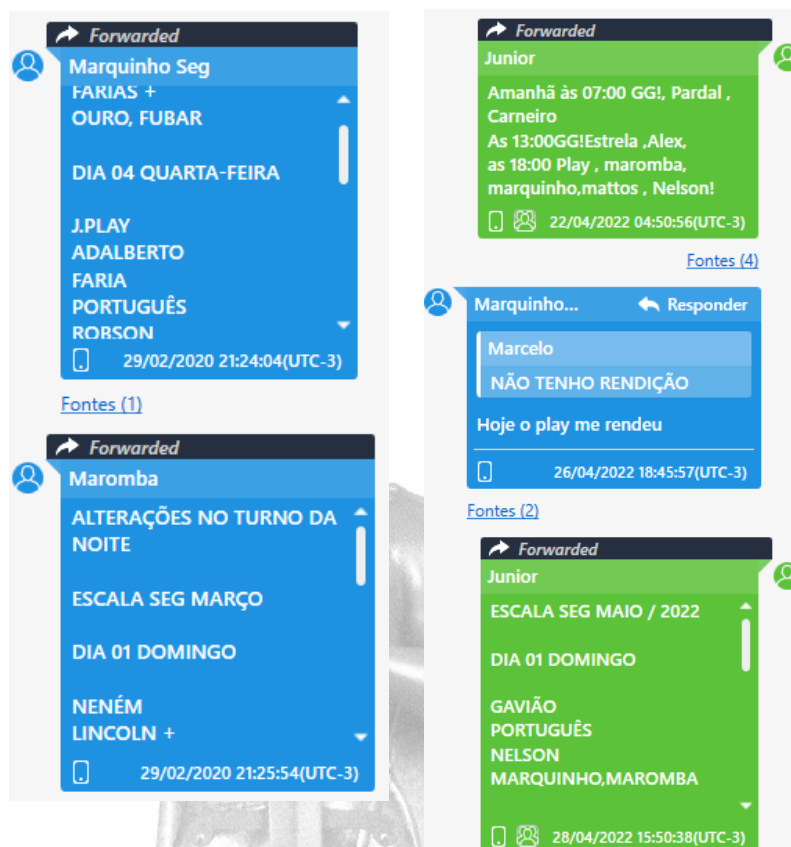 Forwarded
Marquinho Seg
FARIAS +
OURO, FUBAR
DIA 04 QUARTA-FEIRA
J.PLAY
ADALBERTO
FARIA
PORTUGUÊS
ROBSON
29/02/2020 21:24:04(UTC-3)
Fontes (1)
Forwarded
Maromba
ALTERAÇÕES NO TURNO DA
NOITE
ESCALA SEG MARÇO
DIA 01 DOMINGO
NENÉM
LINCOLN +
29/02/2020 21:25:54(UTC-3)
Forwarded
Junior
Amanhã às 07:00 GG!, Pardal ,
Carneiro
As 13:00GG!Estrela ,Alex,
as 18:00 Play , maromba,
marquinho,mattos , Nelson!
22/04/2022 04:50:56(UTC-3)
Fontes (4)
Marquinho... Responder
Marcelo
NÃO TENHO RENDIÇÃO
Hoje o play me rendeu
26/04/2022 18:45:57(UTC-3)
Fontes (2)
Forwarded
Junior
ESCALA SEG MAIO / 2022
DIA 01 DOMINGO
GAVIÃO
PORTUGUÊS
NELSON
MARQUINHO,MAROMBA
28/04/2022 15:50:38(UTC-3)